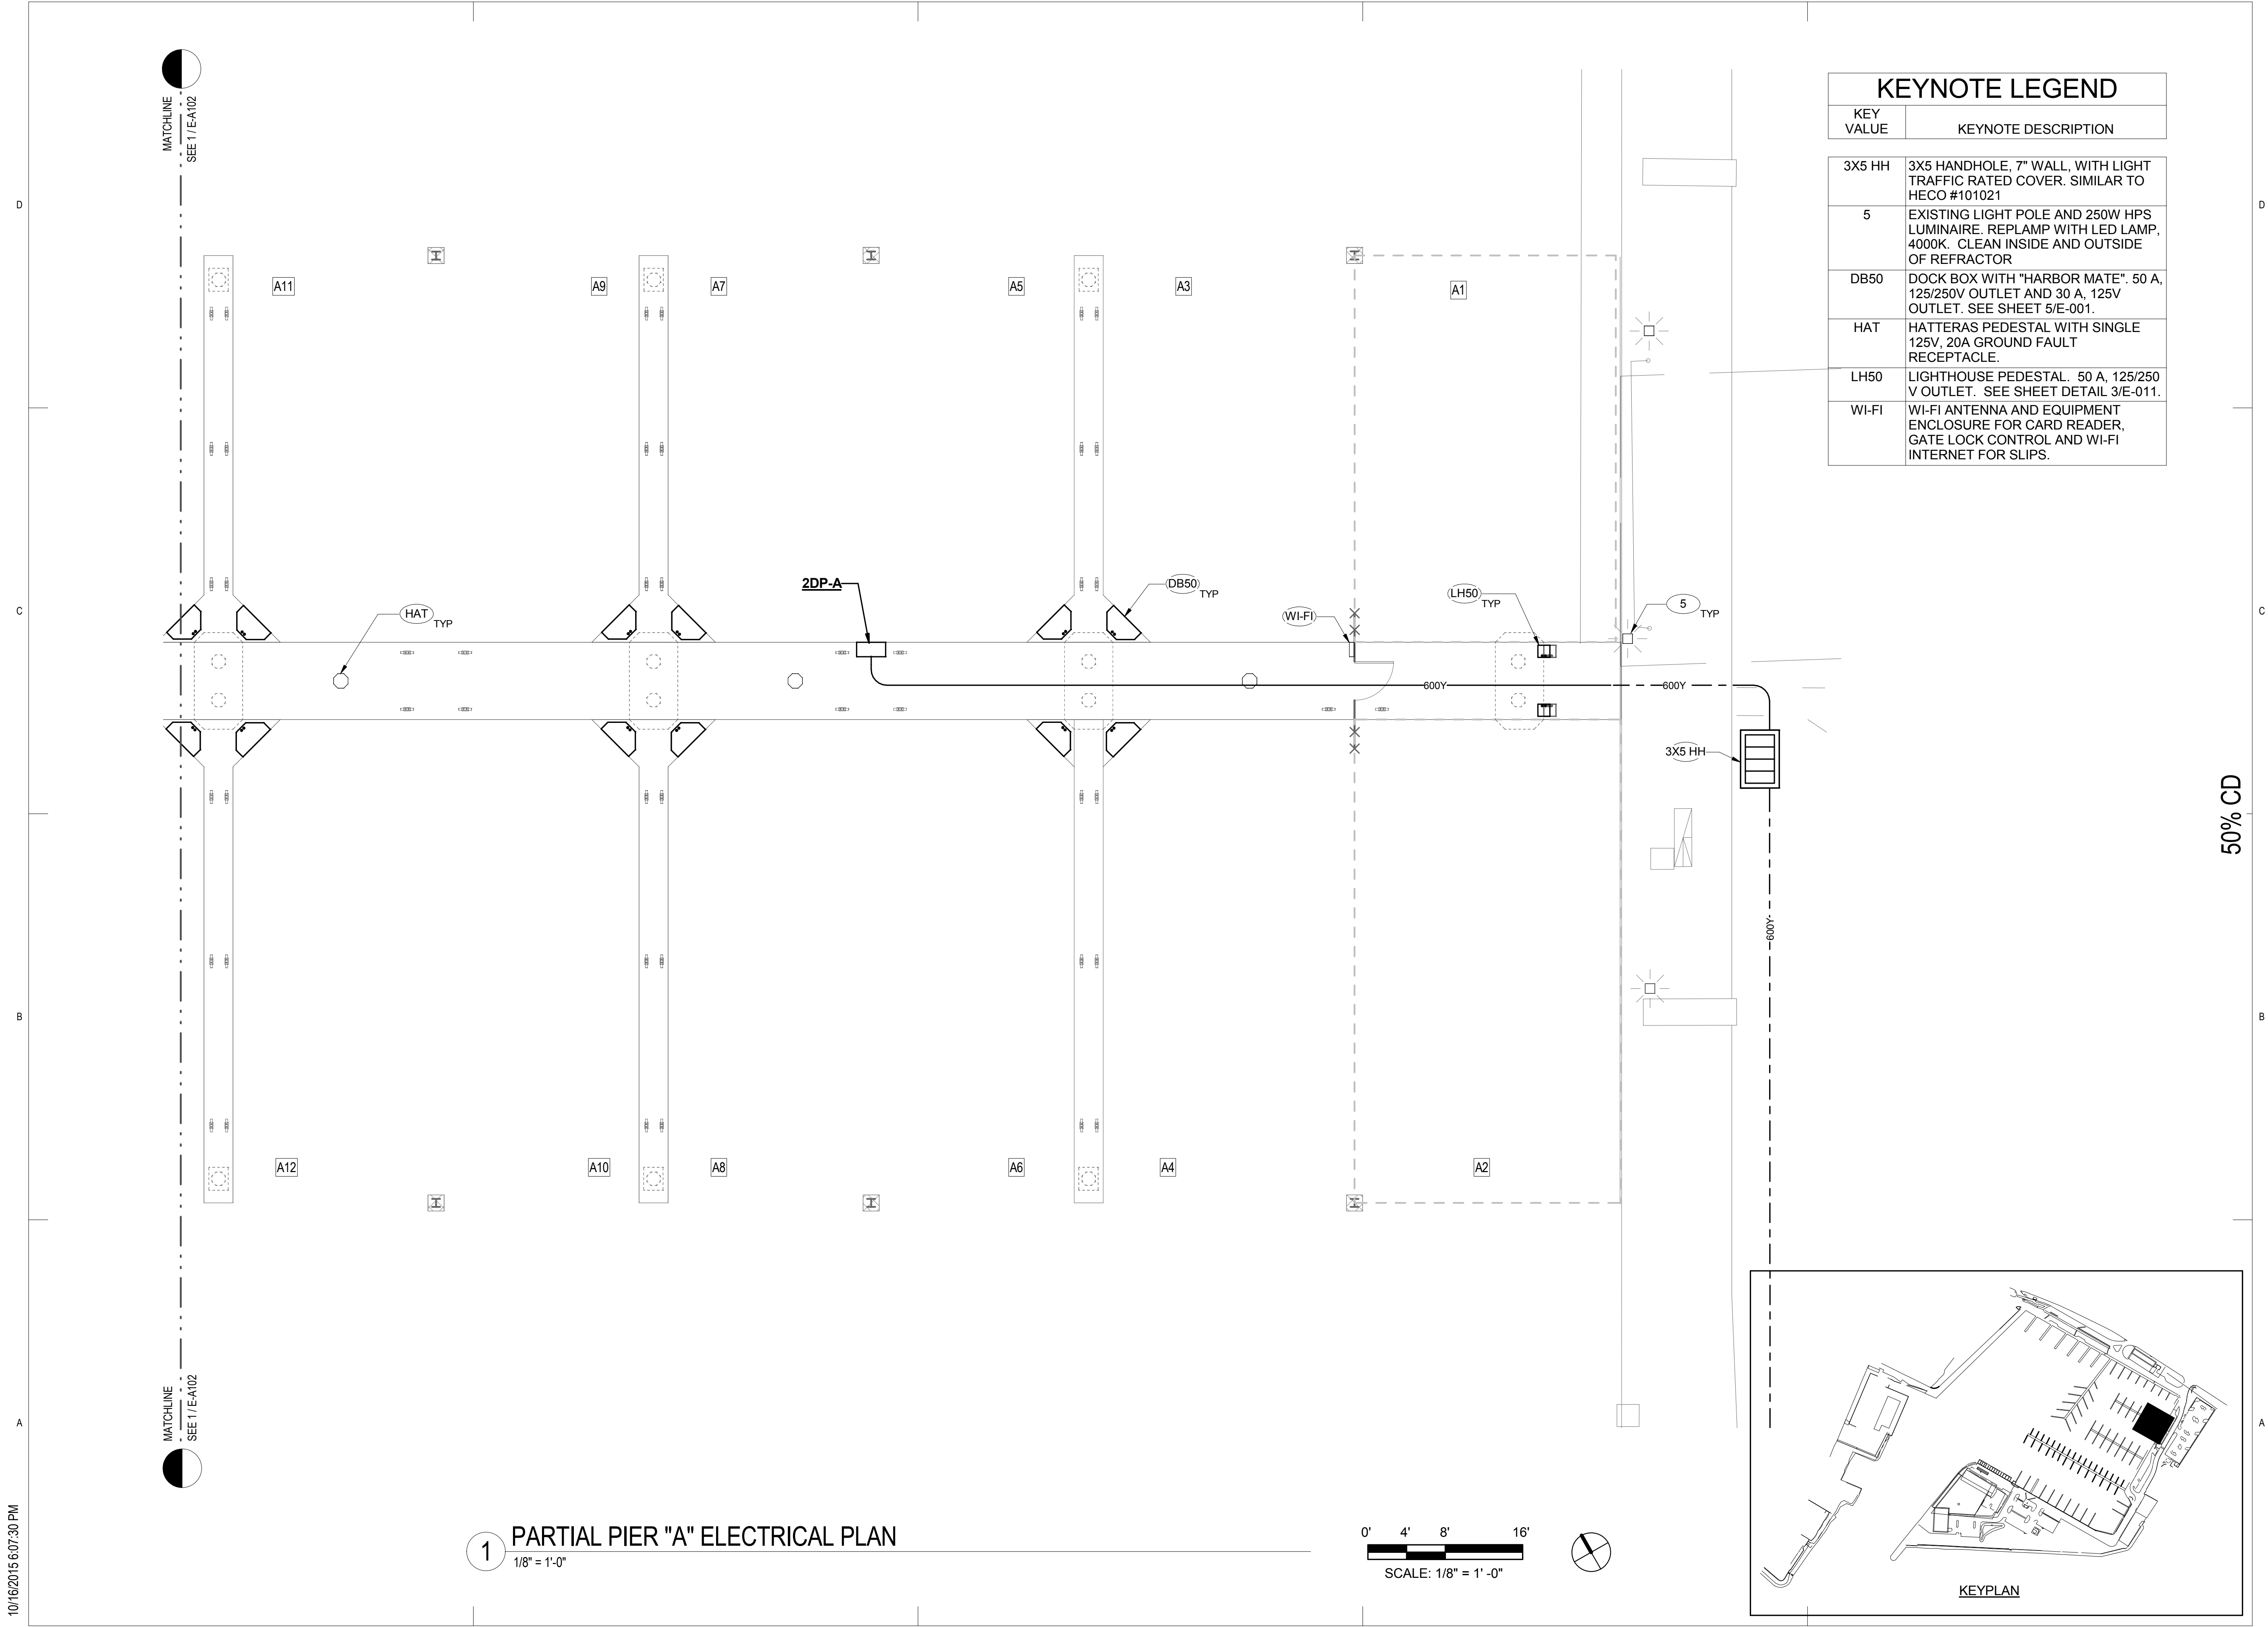 MATCHLINE
SEE 1 / E-A102
KEYNOTE LEGEND
KEY
VALUE
KEYNOTE DESCRIPTION
3X5 HH
3X5 HANDHOLE, 7" WALL, WITH LIGHT
TRAFFIC RATED COVER. SIMILAR TO
HECO #101021
5
EXISTING LIGHT POLE AND 250W HPS
LUMINAIRE. REPLAMP WITH LED LAMP,
4000K. CLEAN INSIDE AND OUTSIDE
OF REFRACTOR
DB50
DOCK BOX WITH "HARBOR MATE". 50 A,
125/250V OUTLET AND 30 A, 125V
OUTLET. SEE SHEET 5/E-001.
HAT
HATTERAS PEDESTAL WITH SINGLE
125V, 20A GROUND FAULT
RECEPTACLE.
LH50
LIGHTHOUSE PEDESTAL. 50 A, 125/250
V OUTLET. SEE SHEET DETAIL 3/E-011.
WI-FI
WI-FI ANTENNA AND EQUIPMENT
ENCLOSURE FOR CARD READER,
GATE LOCK CONTROL AND WI-FI
INTERNET FOR SLIPS.
D
D
A11
A9
A7
A5
A3
A1
2DP-A
DB50
TYP
LH50
TYP
5
TYP
HAT
TYP
WI-FI
C
C
600Y
600Y
3X5 HH
50% CD
600Y
B
B
A12
A10
A8
A6
A4
A2
MATCHLINE
SEE 1 / E-A102
A
A
1
PARTIAL PIER "A" ELECTRICAL PLAN
1/8" = 1'-0"
0'
4'
8'
16'
SCALE: 1/8" = 1' -0"
KEYPLAN
10/16/2015 6:07:30 PM